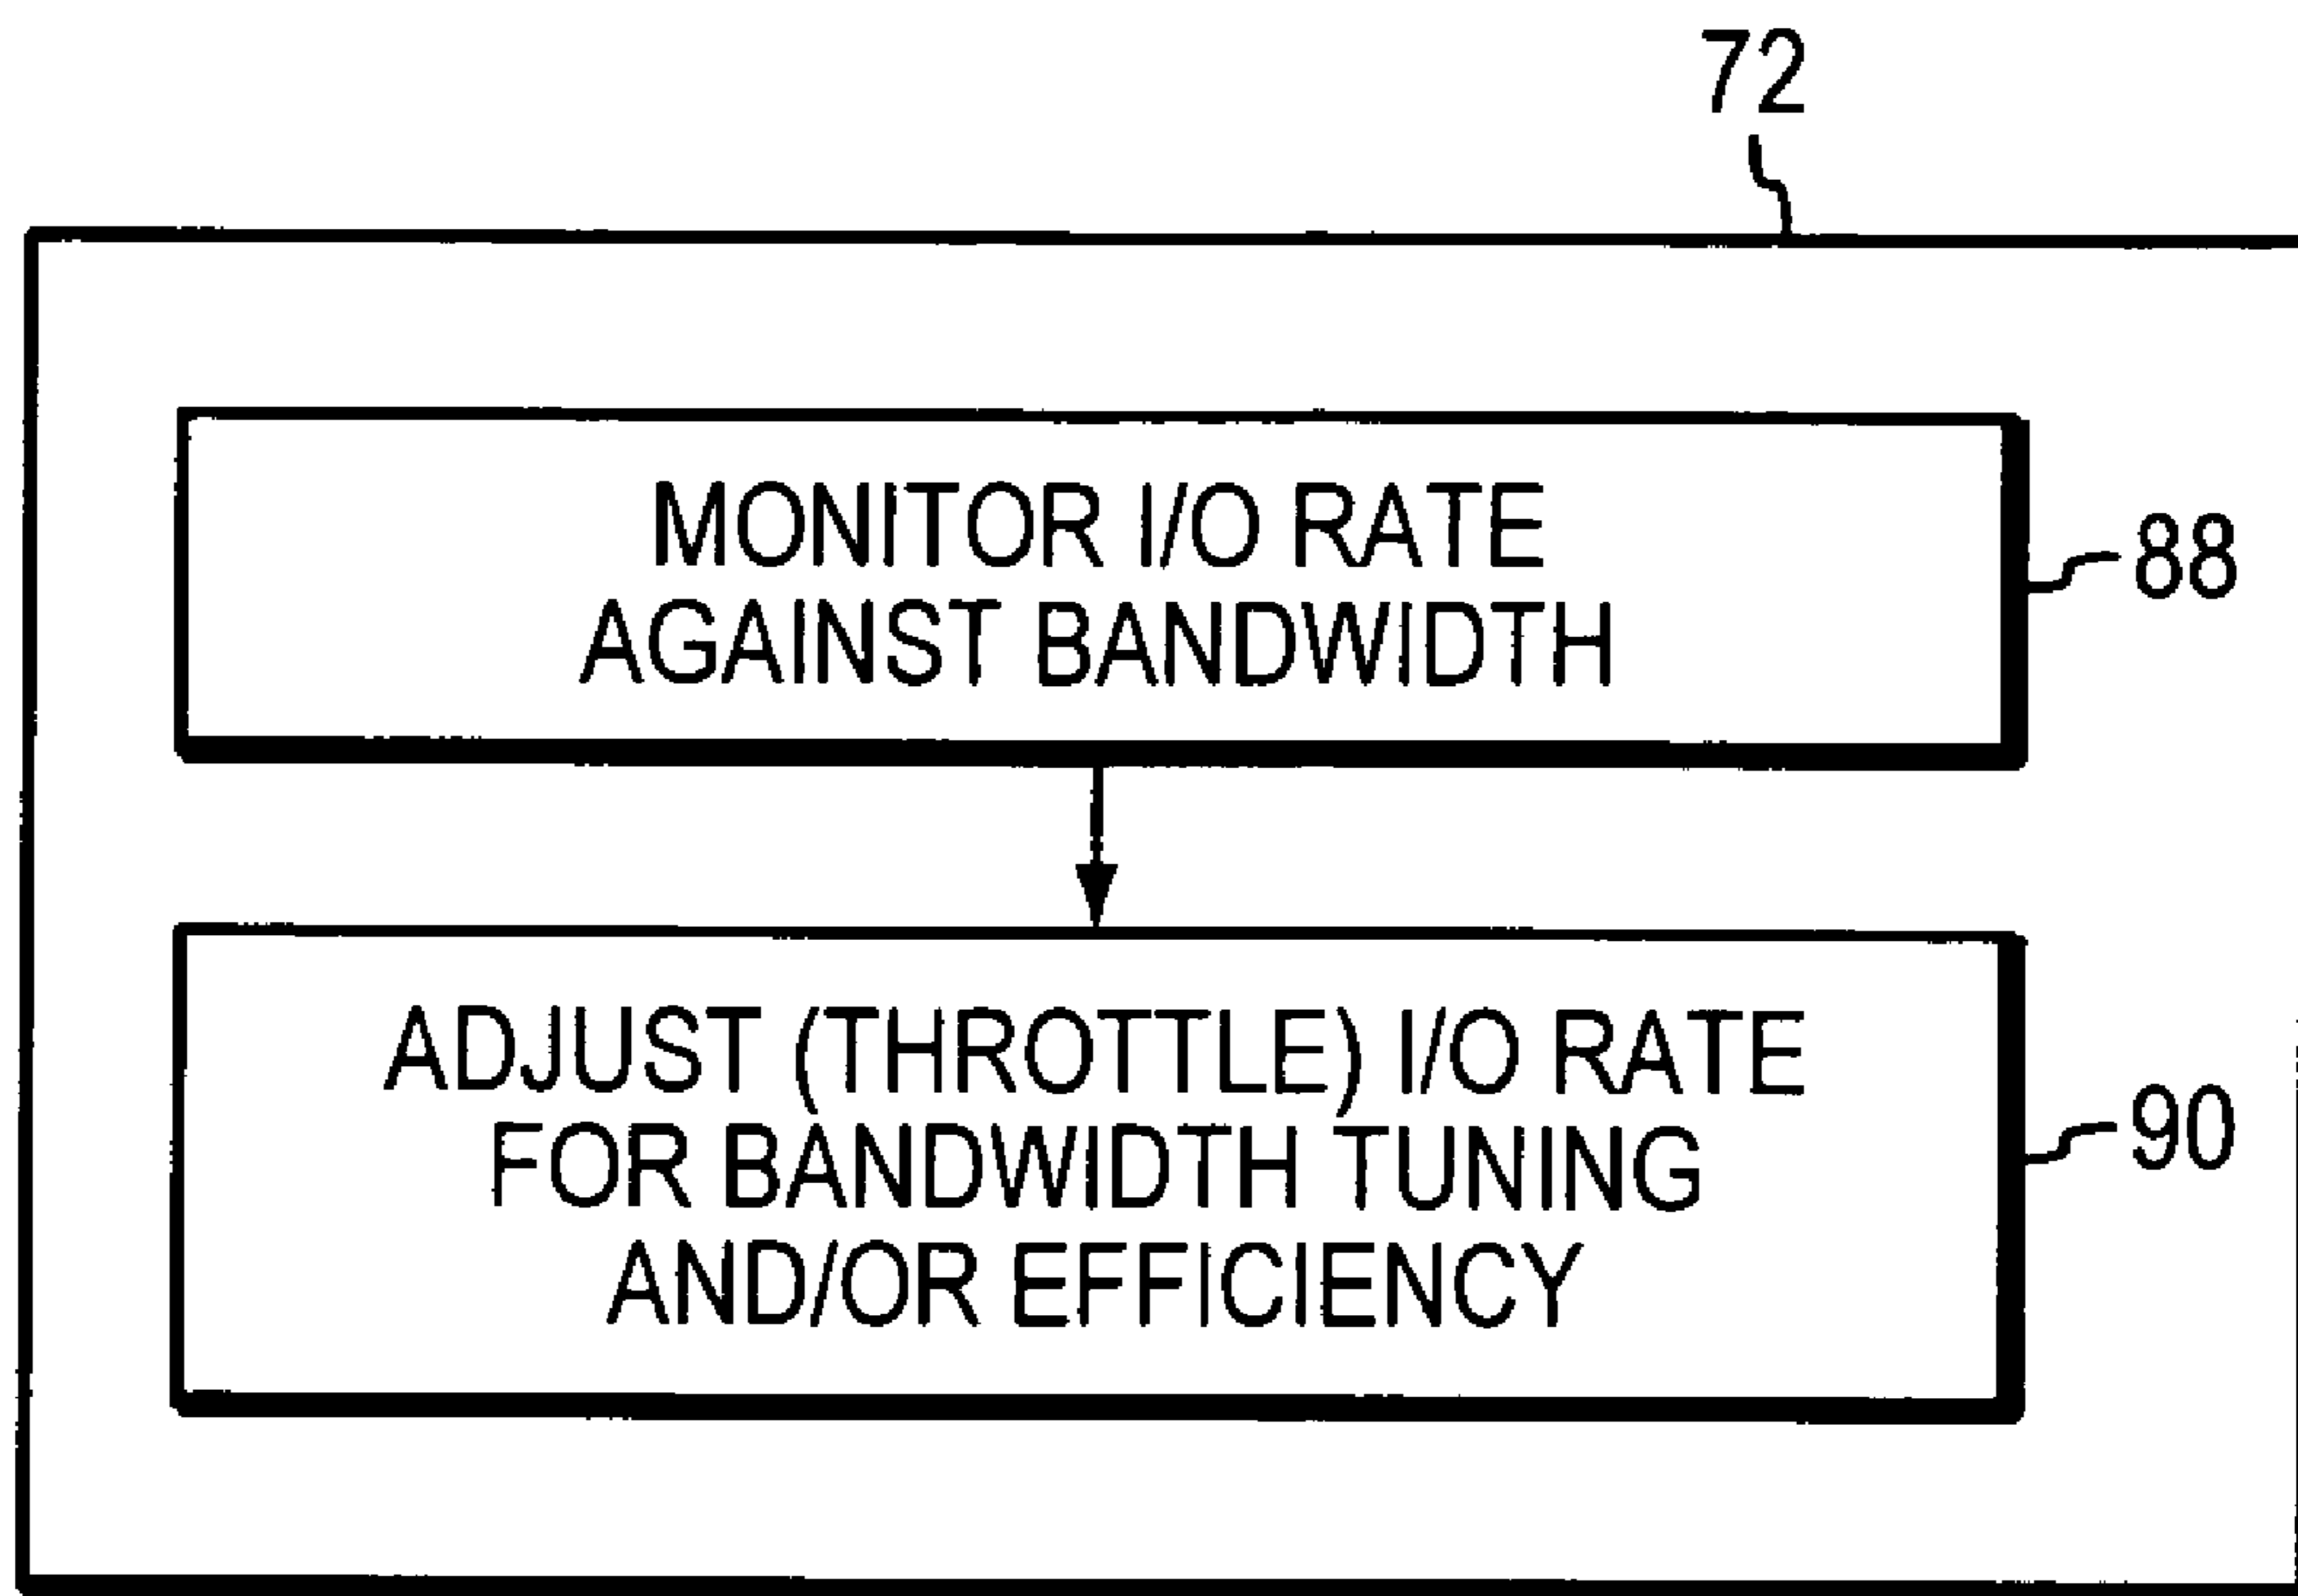 72
MONITOR I/O RATE
AGAINST BANDWIDTH
88
ADJUST (THROTTLE) I/O RATE
FOR BANDWIDTH TUNING
AND/OR EFFICIENCY
90